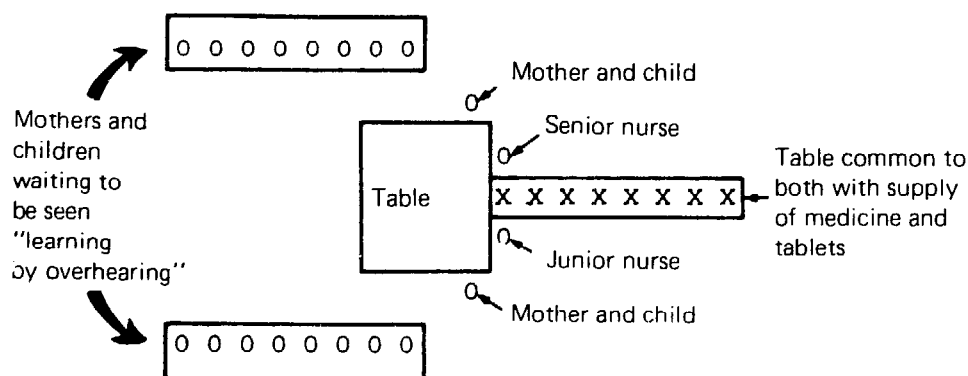 O O O O O O O O
Mother and child
O
Mothers and
children
waiting to
be seen
"learning
by overhearing"
Senior nurse
O
Table
X X X X X X X X
Table common to
both with supply
of medicine and
tablets
O
Junior nurse
O
Mother and child
O O O O O O O O